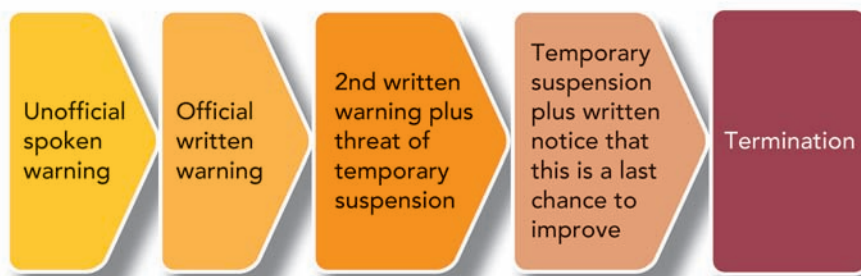 Unofficial
spoken
warning
Official
written
warning
2nd written
warning plus
threat of
temporary
suspension
Temporary
suspension
plus written
notice that
this is a last
chance to
improve
Termination